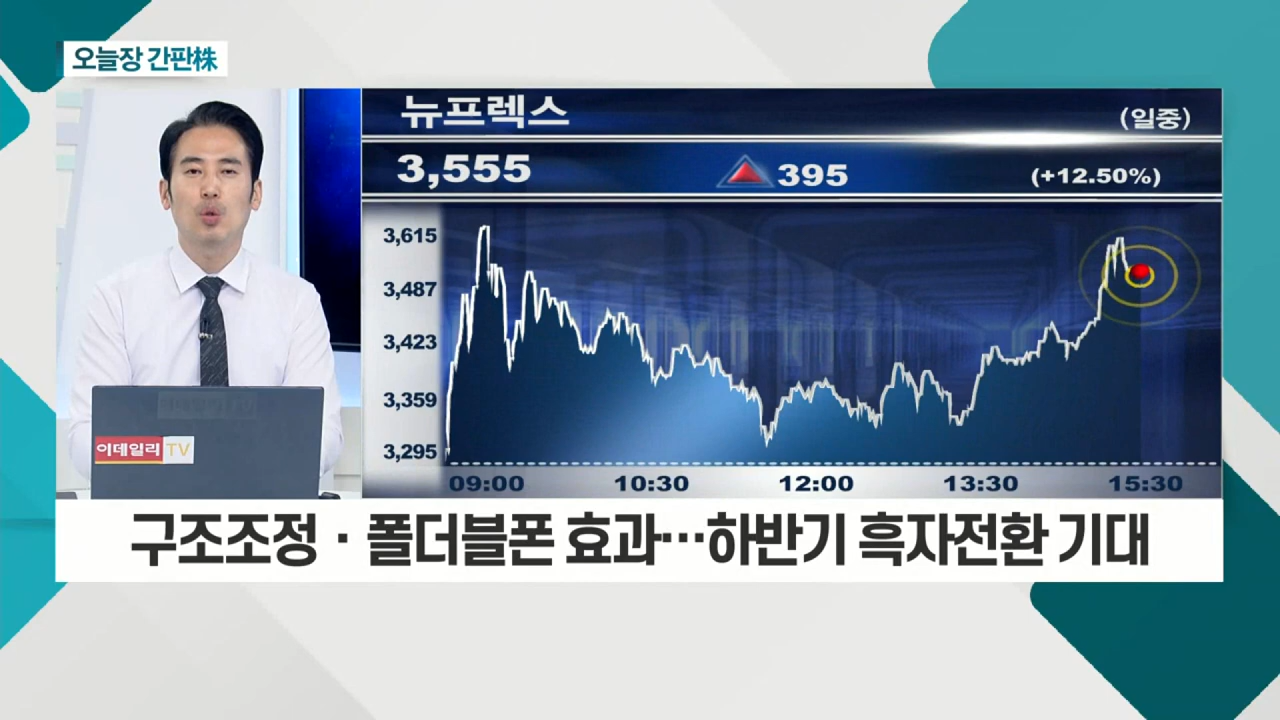 오늘장 간판株
뉴프렉스 (일중)
3,555 395 (+12.50%)
3,615
3,487
3,423
3,359
3,295
09:00 10:30 12:00 13:30 15:30
이데일리TV
구조조정·폴더블폰 효과…하반기 흑자전환 기대